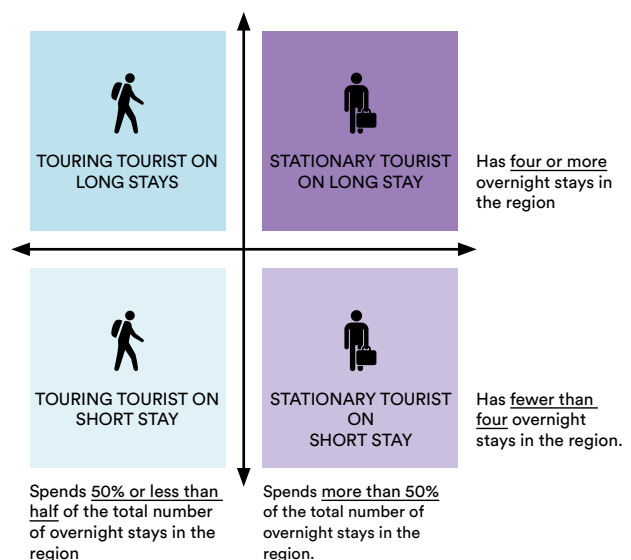 TOURING TOURIST ON
LONG STAYS
STATIONARY TOURIST
ON LONG STAY
Has four or more
overnight stays in
the region
TOURING TOURIST ON
SHORT STAY
STATIONARY TOURIST
ON
SHORT STAY
Has fewer than
four overnight
stays in the region.
Spends 50% or less than
half of the total number
of overnight stays in the
region
Spends more than 50%
of the total number of
overnight stays in the
region.